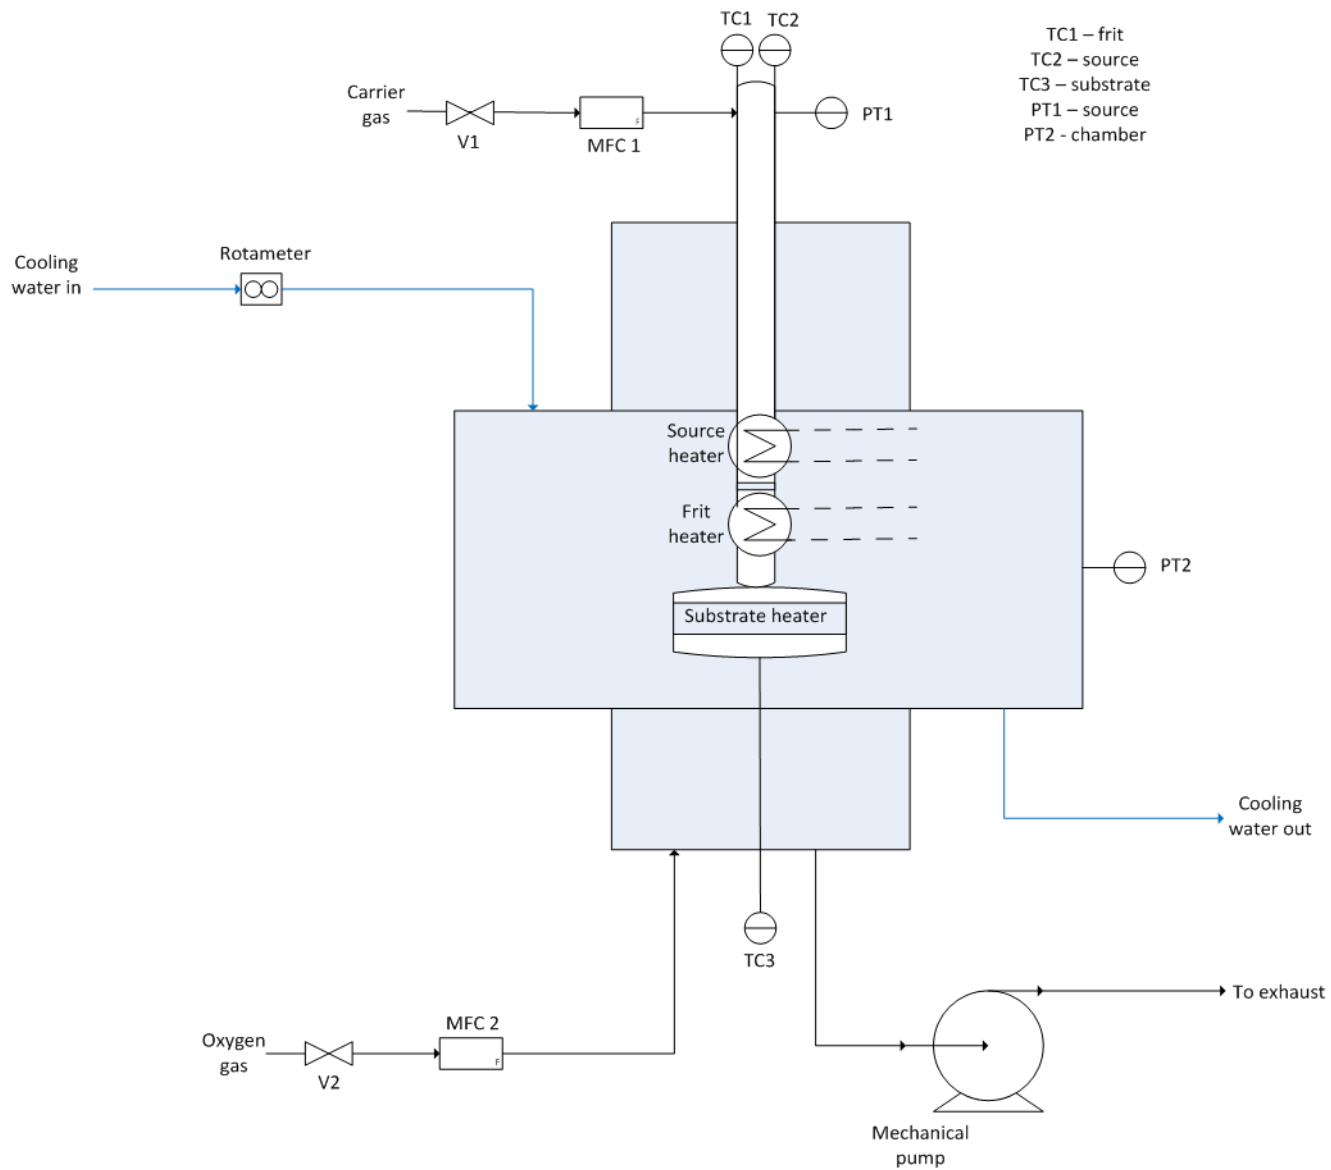 TC1 TC2
TC1 – frit
TC2 – source
TC3 – substrate
PT1 – source
PT2 - chamber
Carrier
gas
V1
F
MFC 1
PT1
Rotameter
Cooling
water in
Source
heater
Frit
heater
PT2
Substrate heater
Cooling
water out
TC3
To exhaust
MFC 2
Oxygen
gas
F
V2
Mechanical
pump